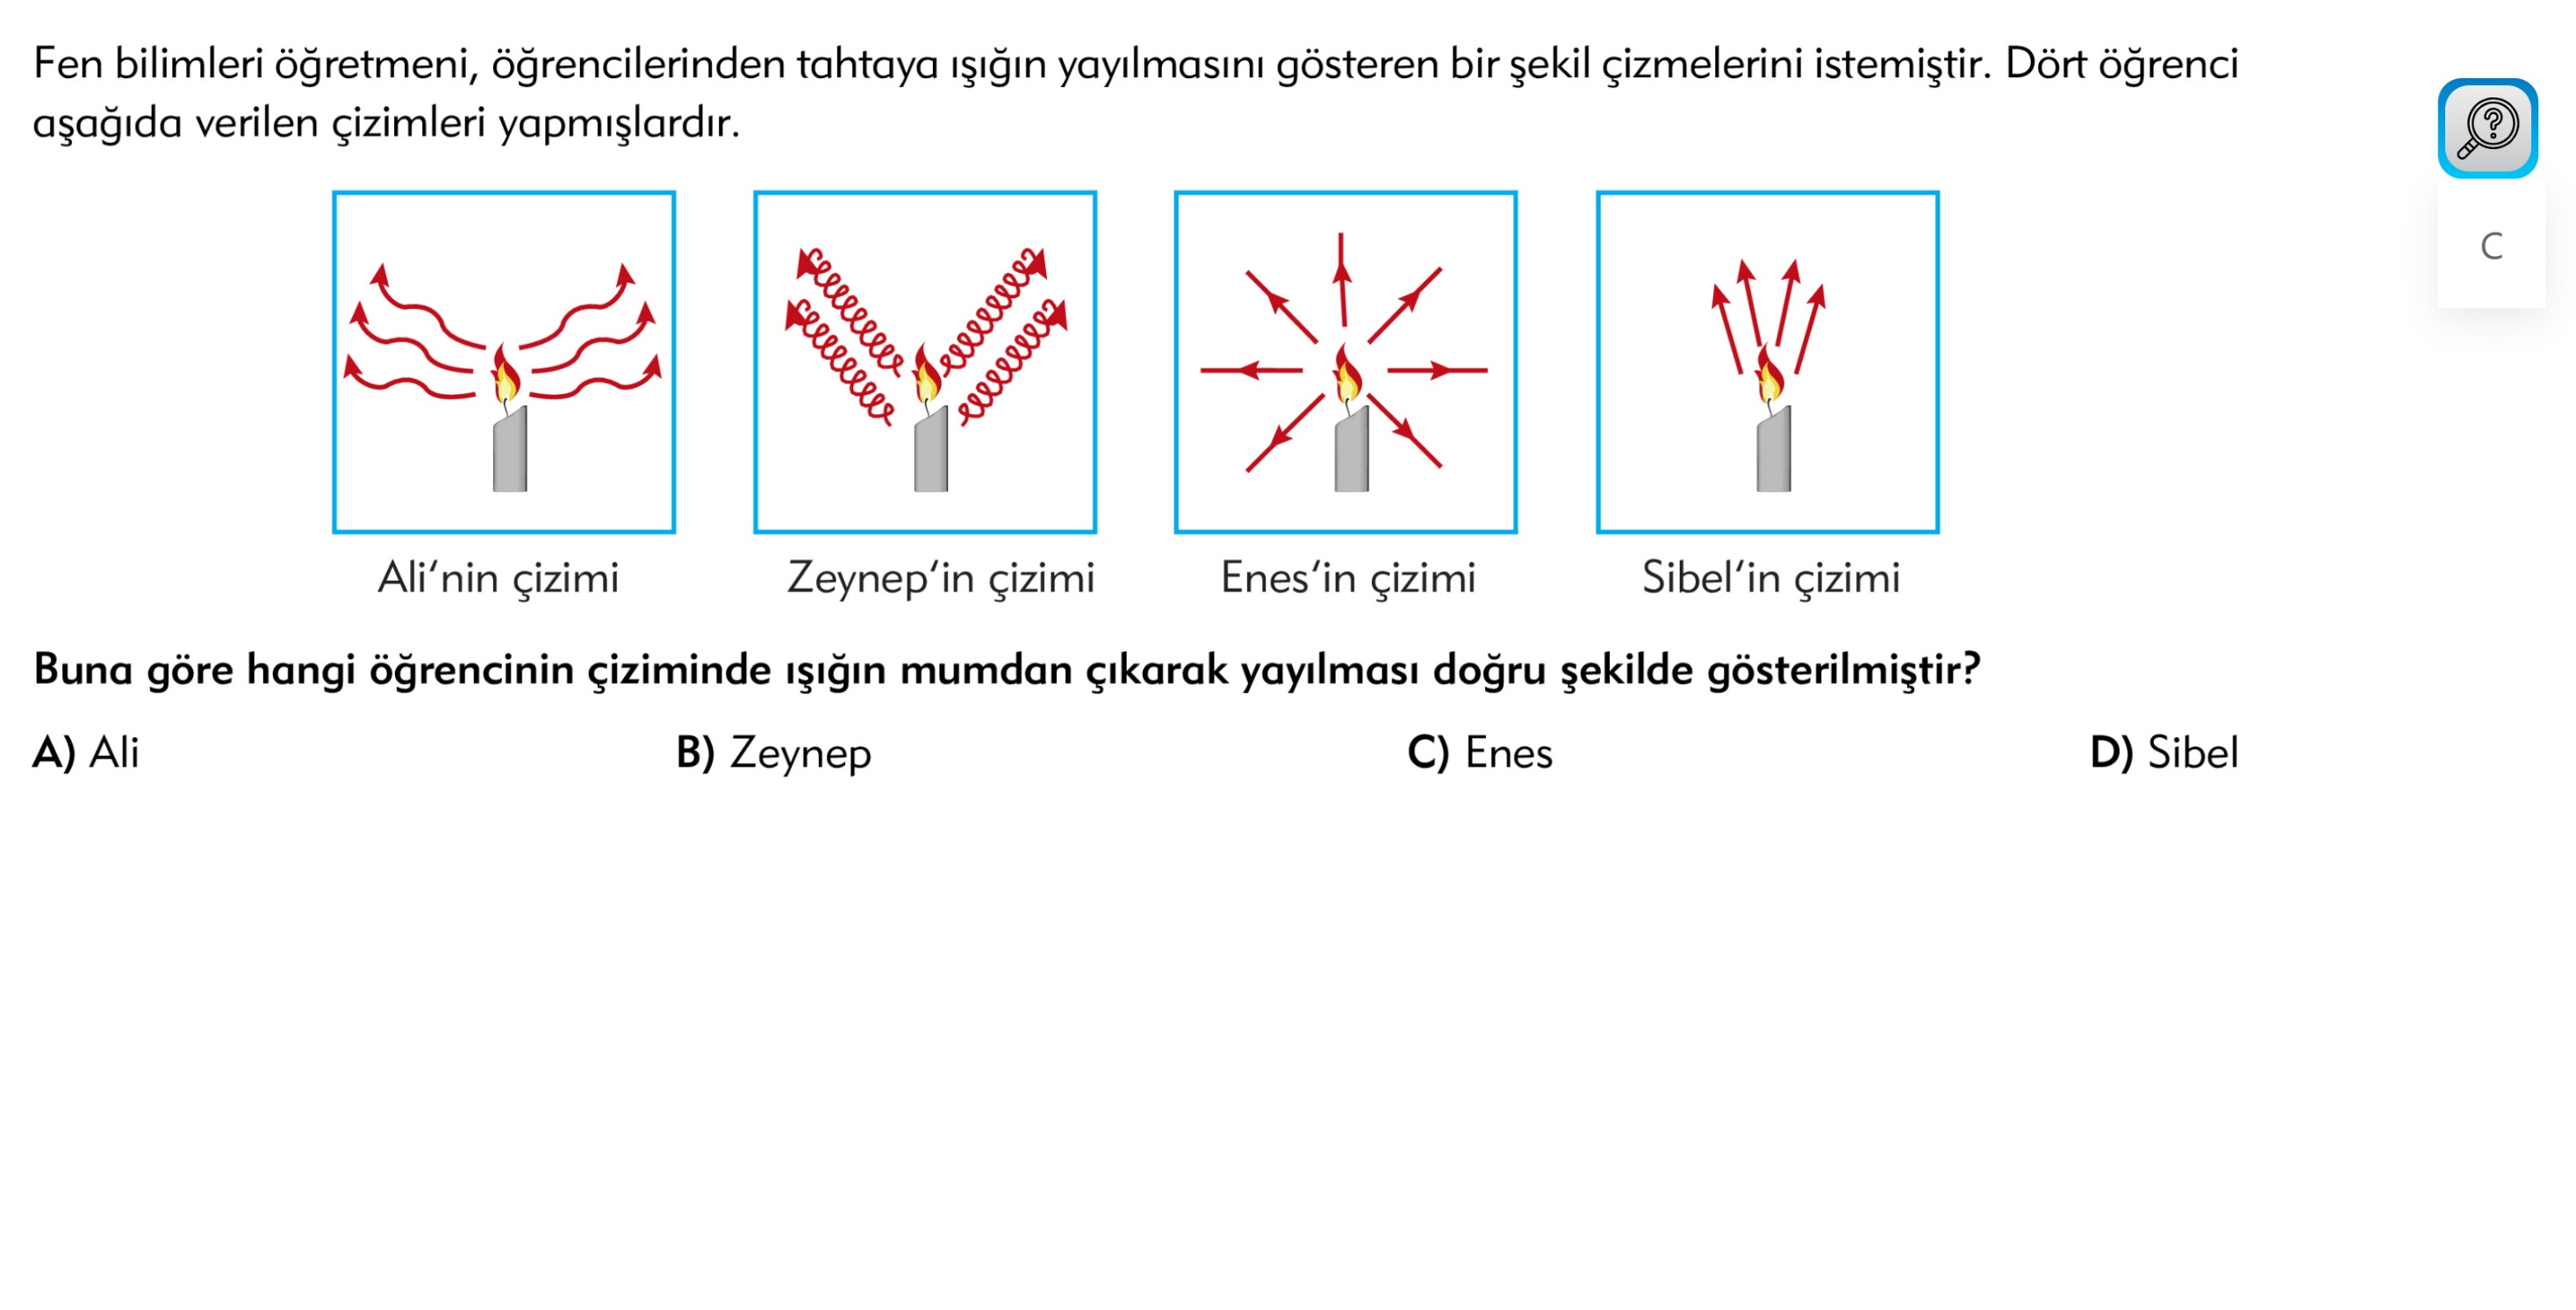 Fen bilimleri öğretmeni, öğrencilerinden tahtaya ışığın yayılmasını gösteren bir şekil çizmelerini istemiştir. Dört öğrenci
aşağıda verilen çizimleri yapmışlardır.
?
C
Ali'nin çizimi
Zeynep'in çizimi
Enes'in çizimi
Sibel'in çizimi
Buna göre hangi öğrencinin çiziminde ışığın mumdan çıkarak yayılması doğru şekilde gösterilmiştir?
A) Ali
B) Zeynep
C) Enes
D) Sibel